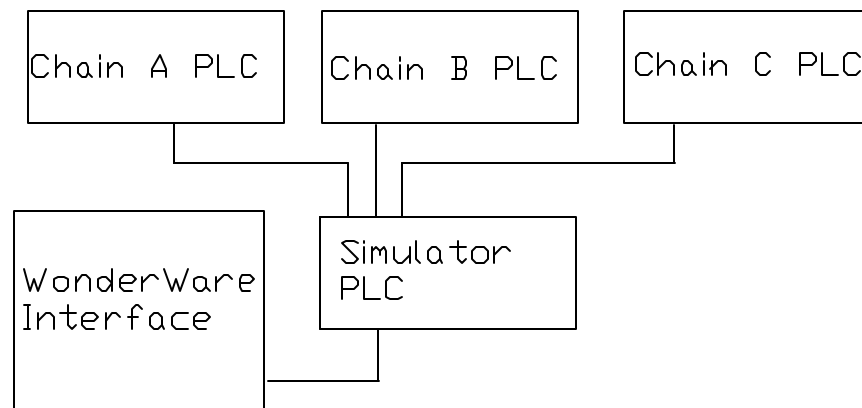 Chain A PLC
Chain B PLC
Chain C PLC
Simulator
PLC
WonderWare
Interface